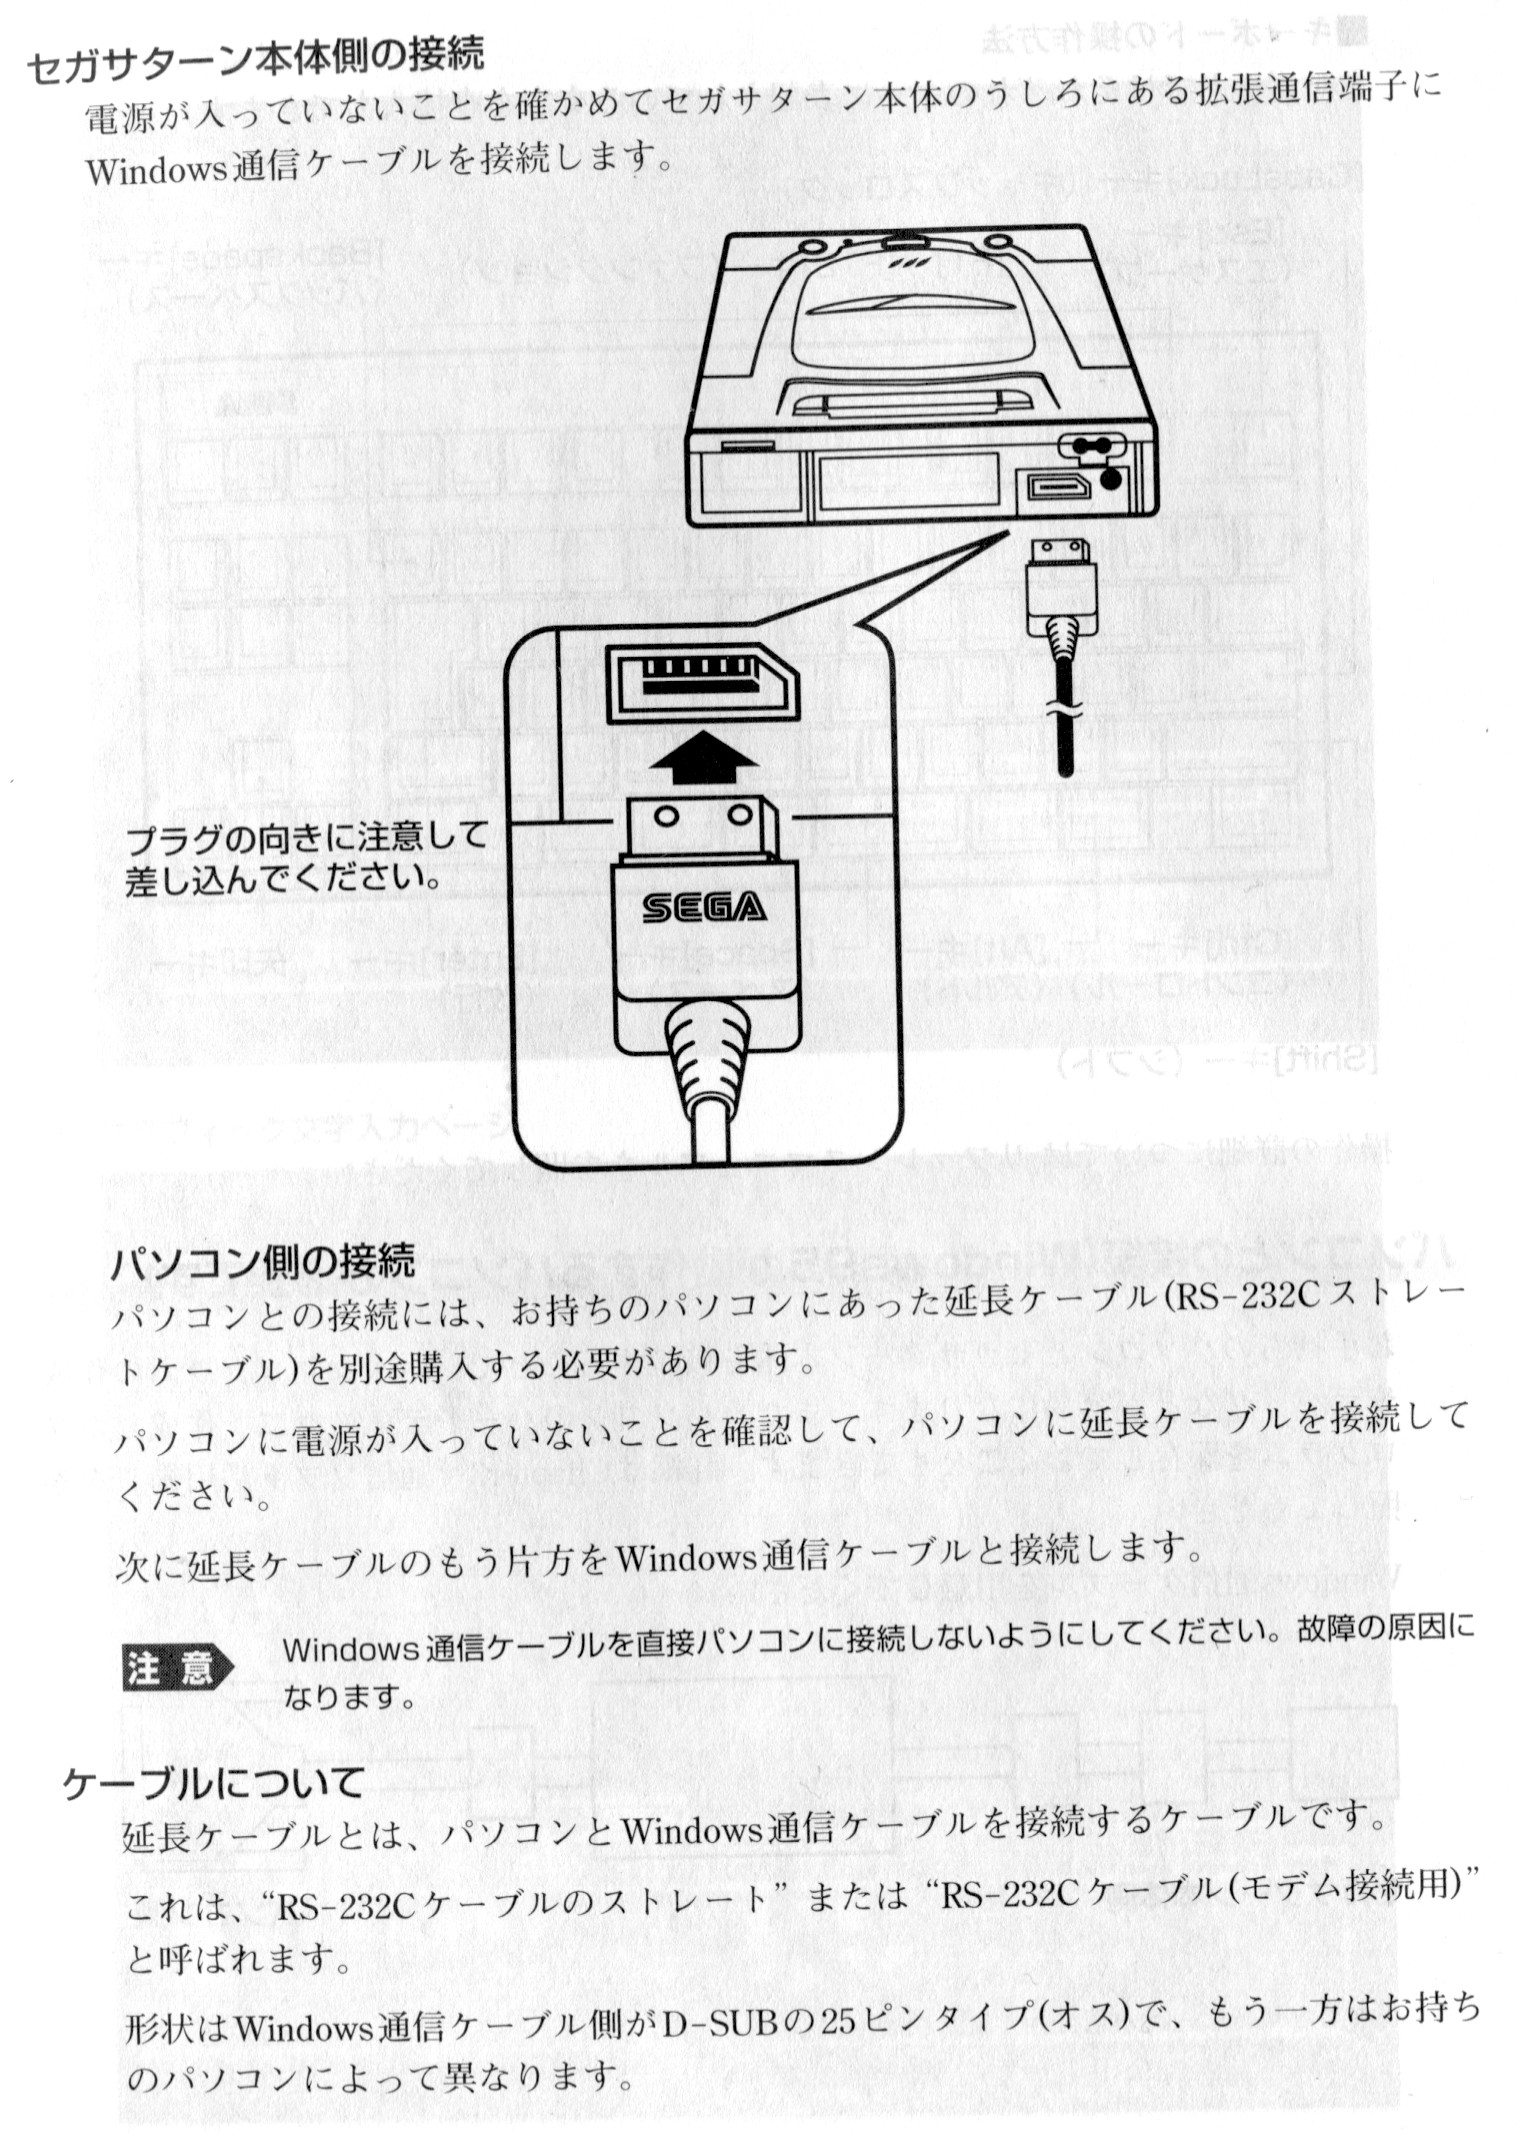 セガサターン本体側の接続
電源が入っていないことを確かめてセガサターン本体のうしろにある拡張通信端子に
Windows通信ケーブルを接続します。
プラグの向きに注意して
差し込んでください。
SEGA
パソコン側の接続
パソコンとの接続には、お持ちのパソコンにあった延長ケーブル(RS-232Cストレー
トケーブル)を別途購入する必要があります。
パソコンに電源が入っていないことを確認して、パソコンに延長ケーブルを接続して
ください。
次に延長ケーブルのもう片方をWindows通信ケーブルと接続します。
注意
Windows通信ケーブルを直接パソコンに接続しないようにしてください。故障の原因に
なります。
ケーブルについて
延長ケーブルとは、パソコンとWindows通信ケーブルを接続するケーブルです。
これは、“RS-232Cケーブルのストレート”または“RS-232Cケーブル(モデム接続用)”
と呼ばれます。
形状はWindows通信ケーブル側がD-SUBの25ピンタイプ(オス)で、もう一方はお持ち
のパソコンによって異なります。